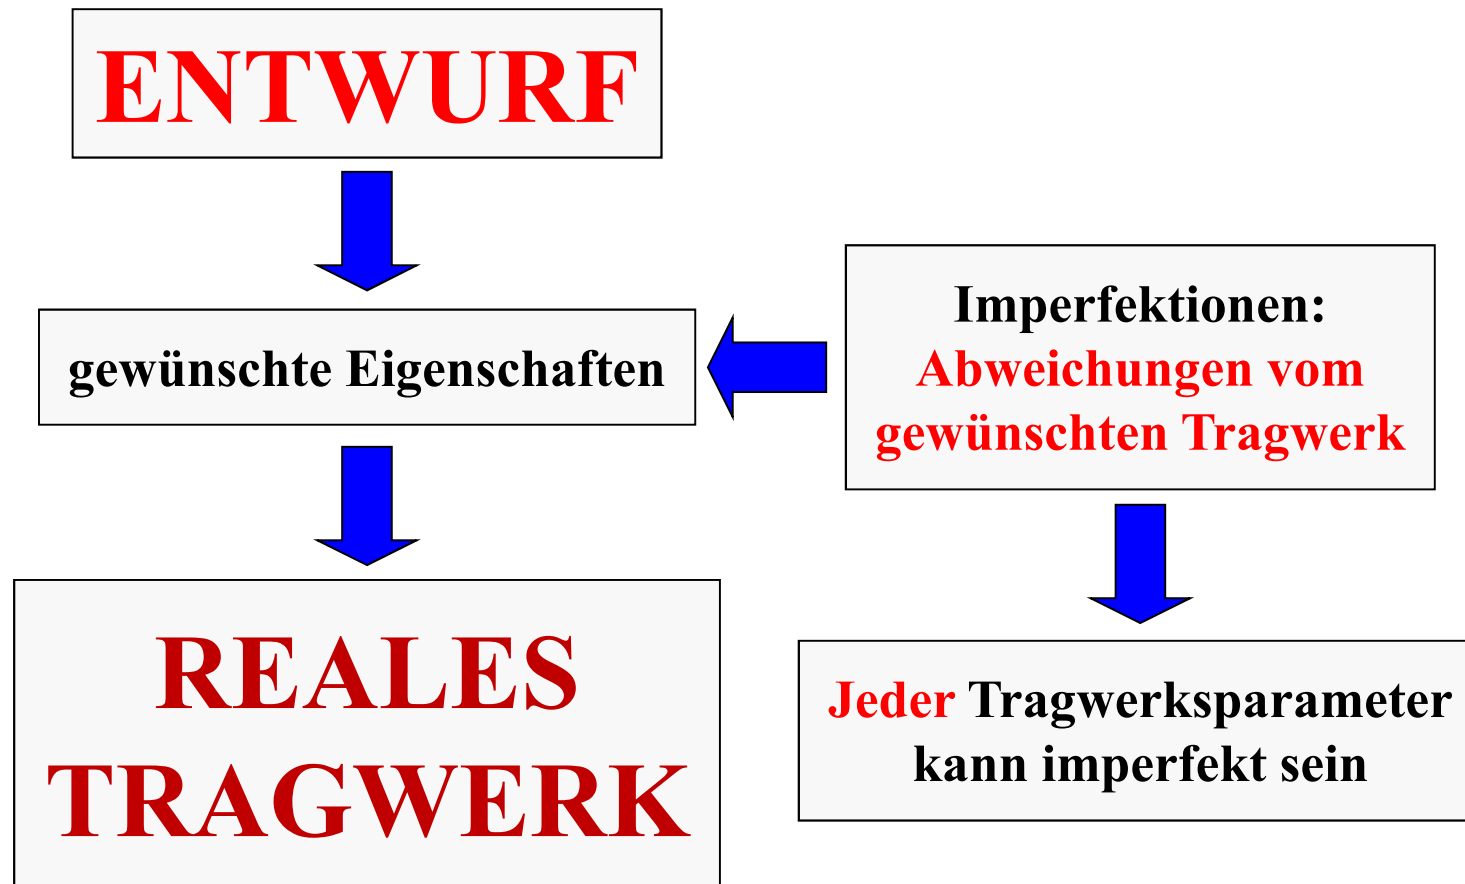 ENTWURF
gewünschte Eigenschaften
Imperfektionen:
Abweichungen vom
gewünschten Tragwerk
REALES
TRAGWERK
Jeder Tragwerksparameter
kann imperfekt sein